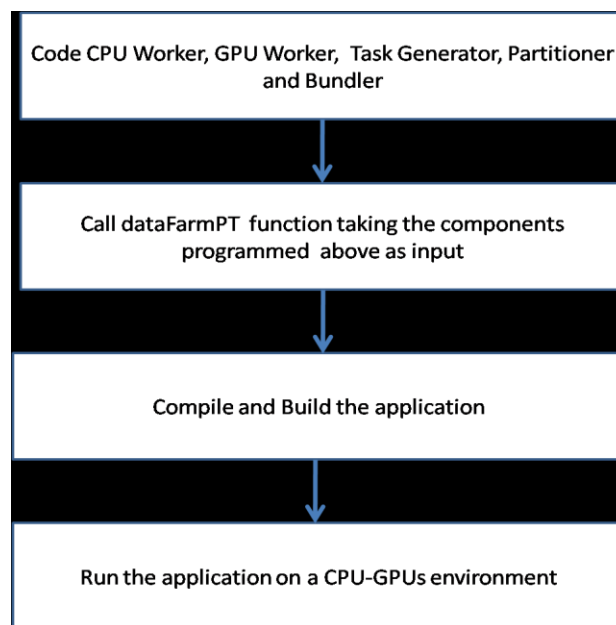 Code CPU Worker, GPU Worker, Task Generator, Partitioner
and Bundler
Call dataFarmPT function taking the components
programmed above as input
Compile and Build the application
Run the application on a CPU-GPUs environment